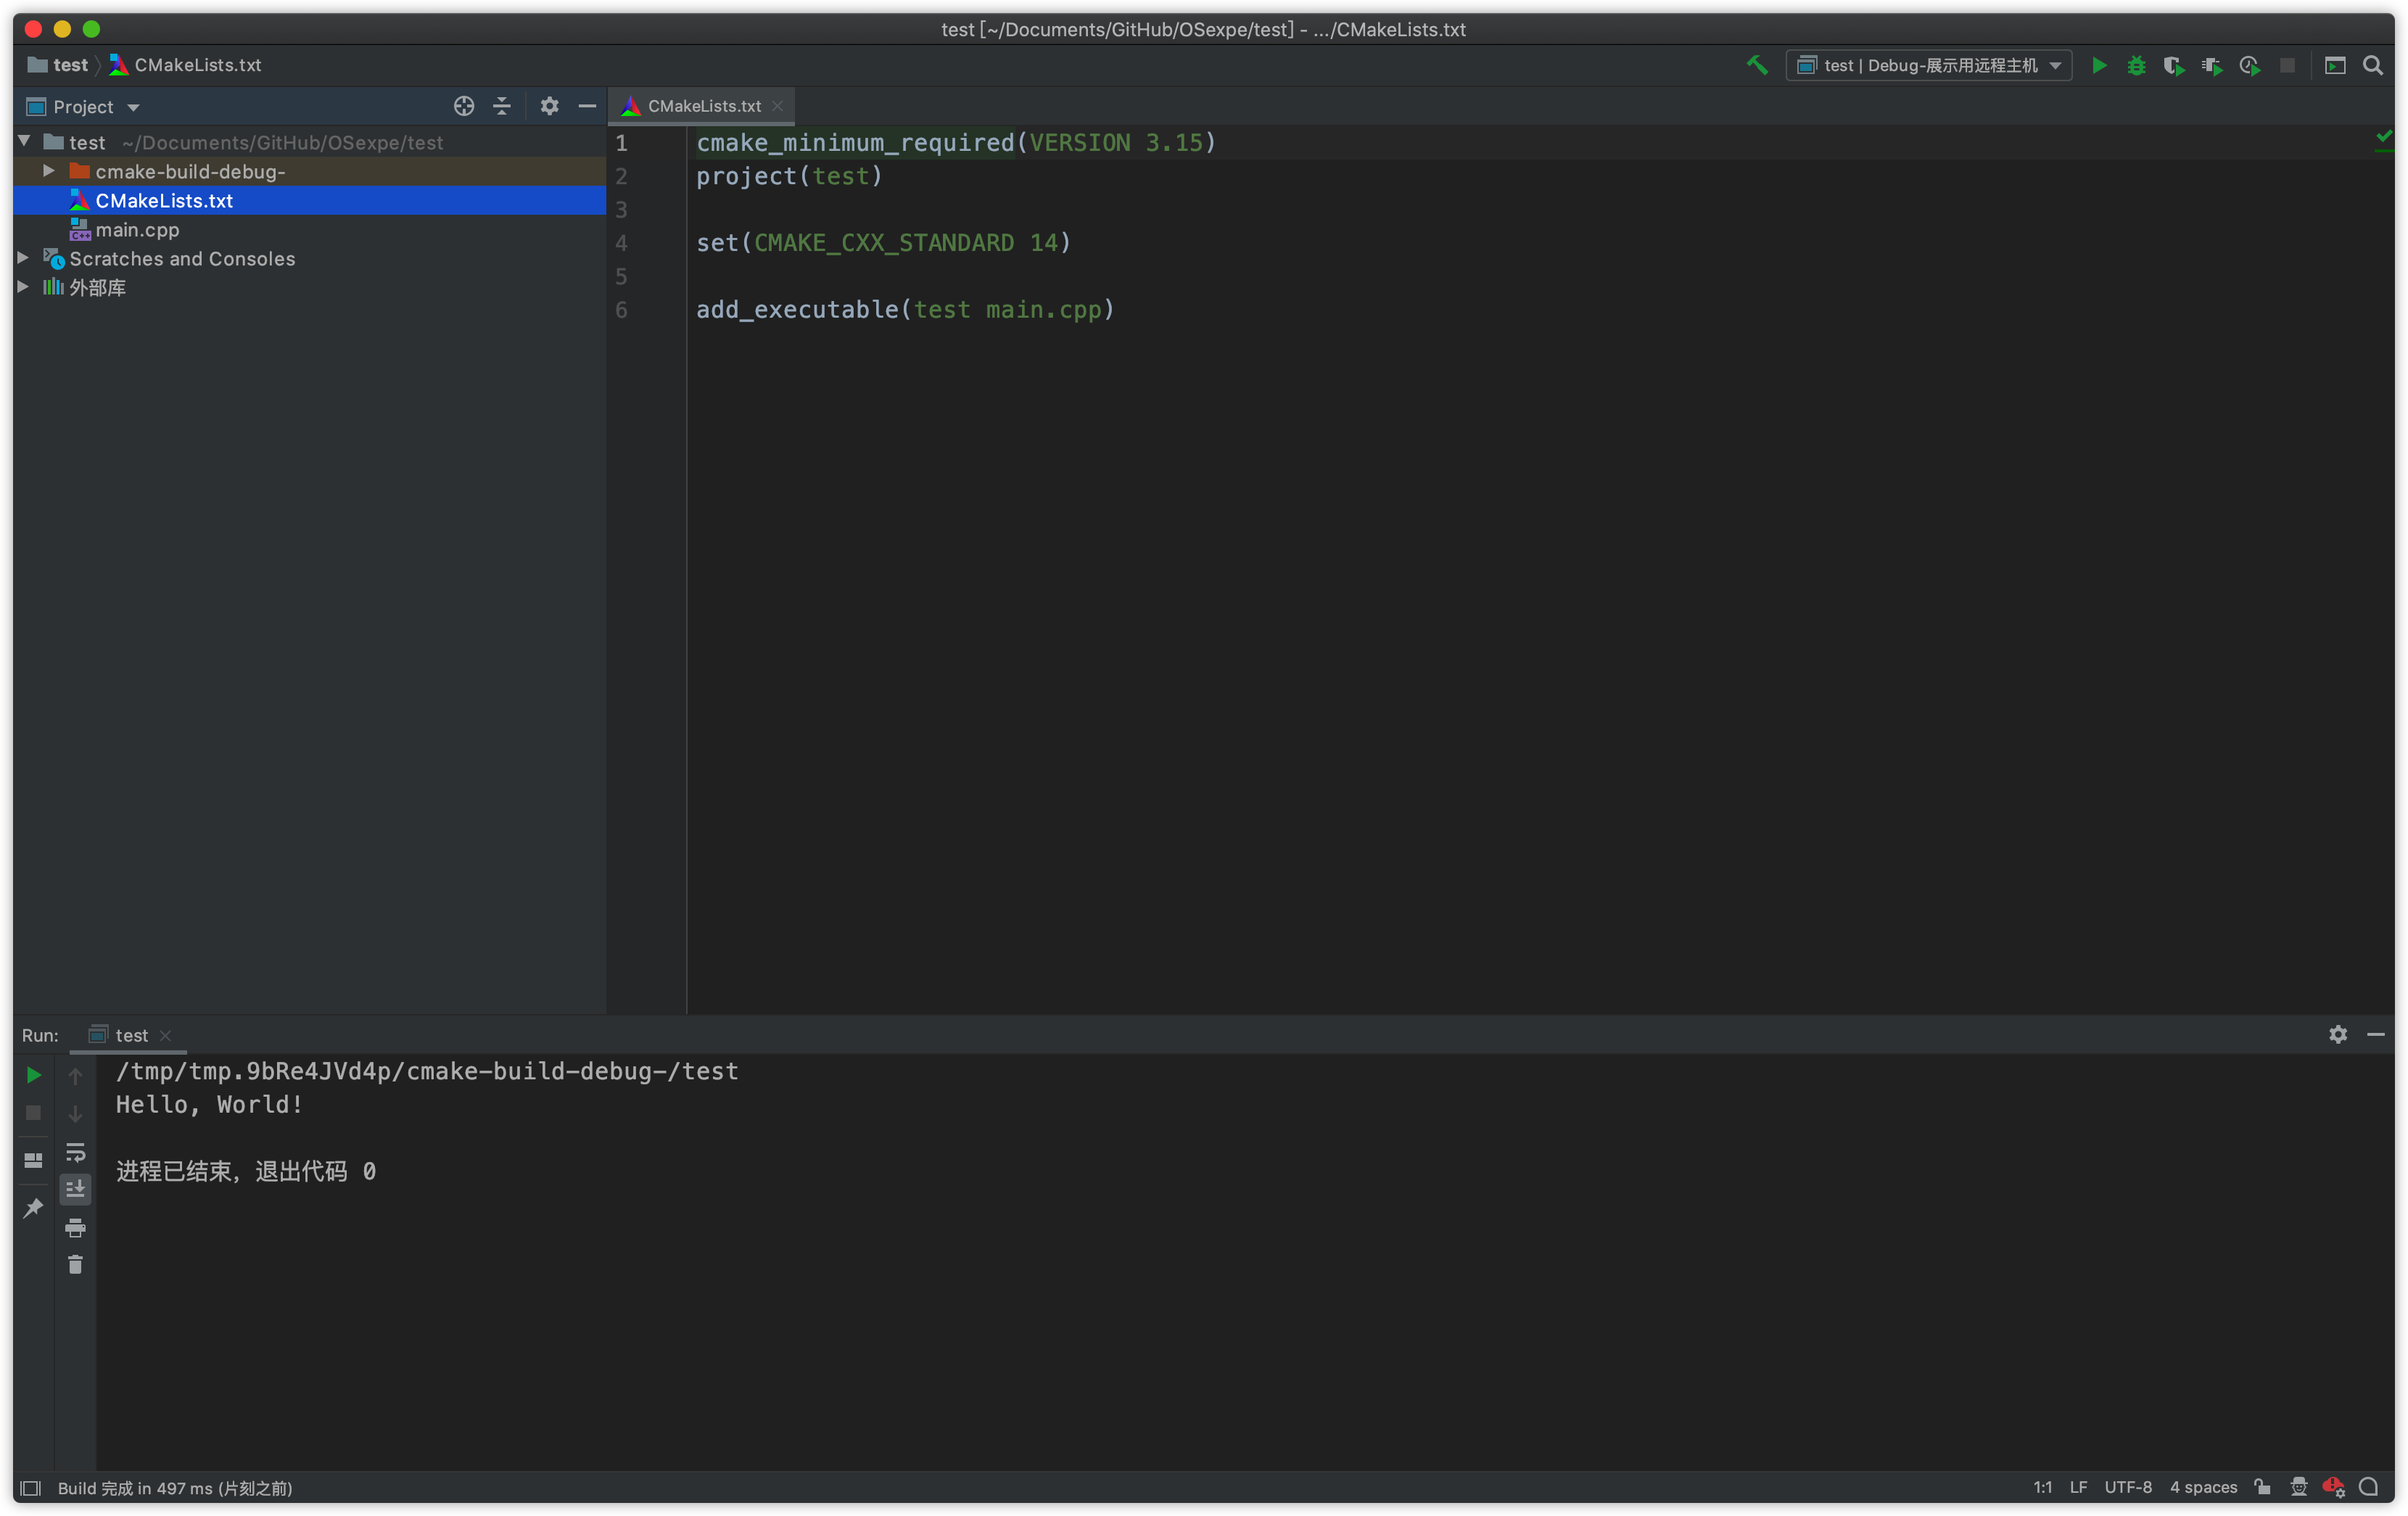 test [~/Documents/GitHub/OSexpe/test] - .../CMakeLists.txt
test CMakeLists.txt
test | Debug-展示用远程主机
Project
CMakeLists.txt
test ~/Documents/GitHub/OSexpe/test
cmake-build-debug-
CMakeLists.txt
main.cpp
Scratches and Consoles
外部库
1 cmake_minimum_required(VERSION 3.15)
2 project(test)
3
4 set(CMAKE_CXX_STANDARD 14)
5
6 add_executable(test main.cpp)
Run: test
/tmp/tmp.9bRe4JVd4p/cmake-build-debug-/test
Hello, World!
进程已结束，退出代码 0
Build 完成 in 497 ms (片刻之前)
1:1 LF UTF-8 4 spaces